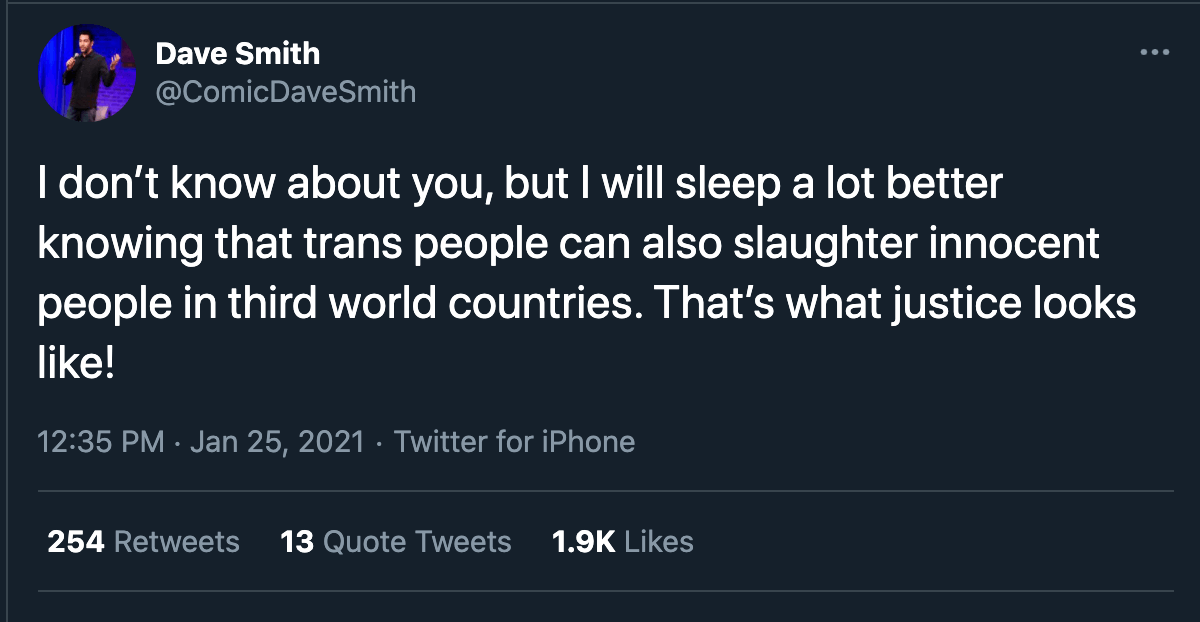 Dave Smith
@ComicDaveSmith
I don’t know about you, but I will sleep a lot better
knowing that trans people can also slaughter innocent
people in third world countries. That’s what justice looks
like!
12:35 PM · Jan 25, 2021 · Twitter for iPhone
254 Retweets 13 Quote Tweets 1.9K Likes